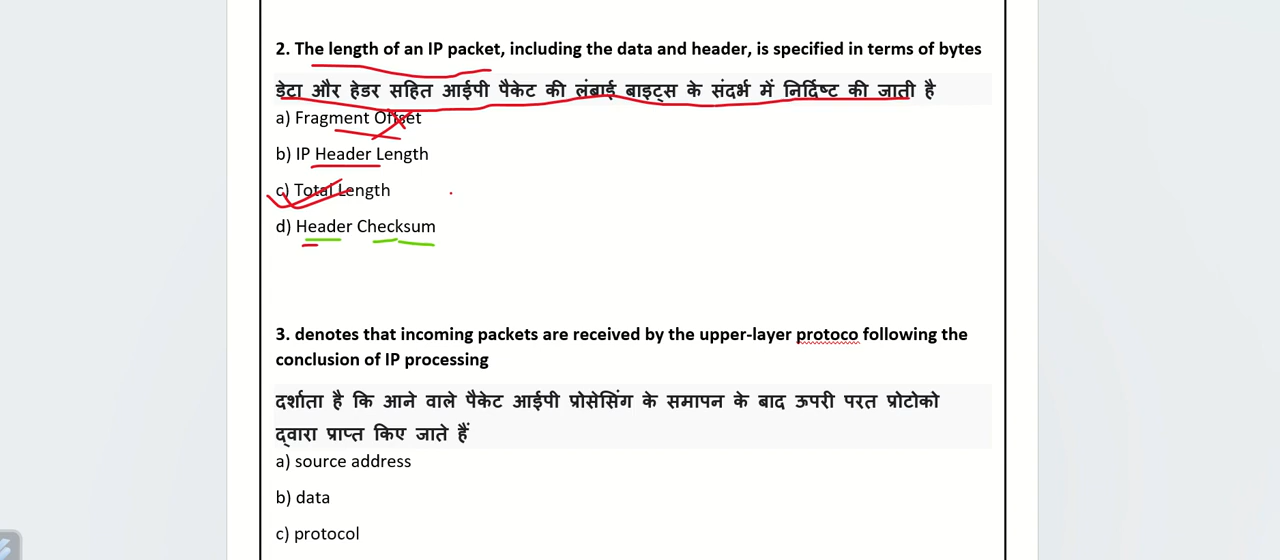 2. The length of an IP packet, including the data and header, is specified in terms of bytes
डेटा और हेडर सहित आईपी पैकेट की लंबाई बाइट्स के संदर्भ में निर्दिष्ट की जाती है
a) Fragment Offset
b) IP Header Length
c) Total Length
d) Header Checksum
3. denotes that incoming packets are received by the upper-layer protoco following the
conclusion of IP processing
दर्शाता है कि आने वाले पैकेट आईपी प्रोसेसिंग के समापन के बाद ऊपरी परत प्रोटोको
द्वारा प्राप्त किए जाते हैं
a) source address
b) data
c) protocol